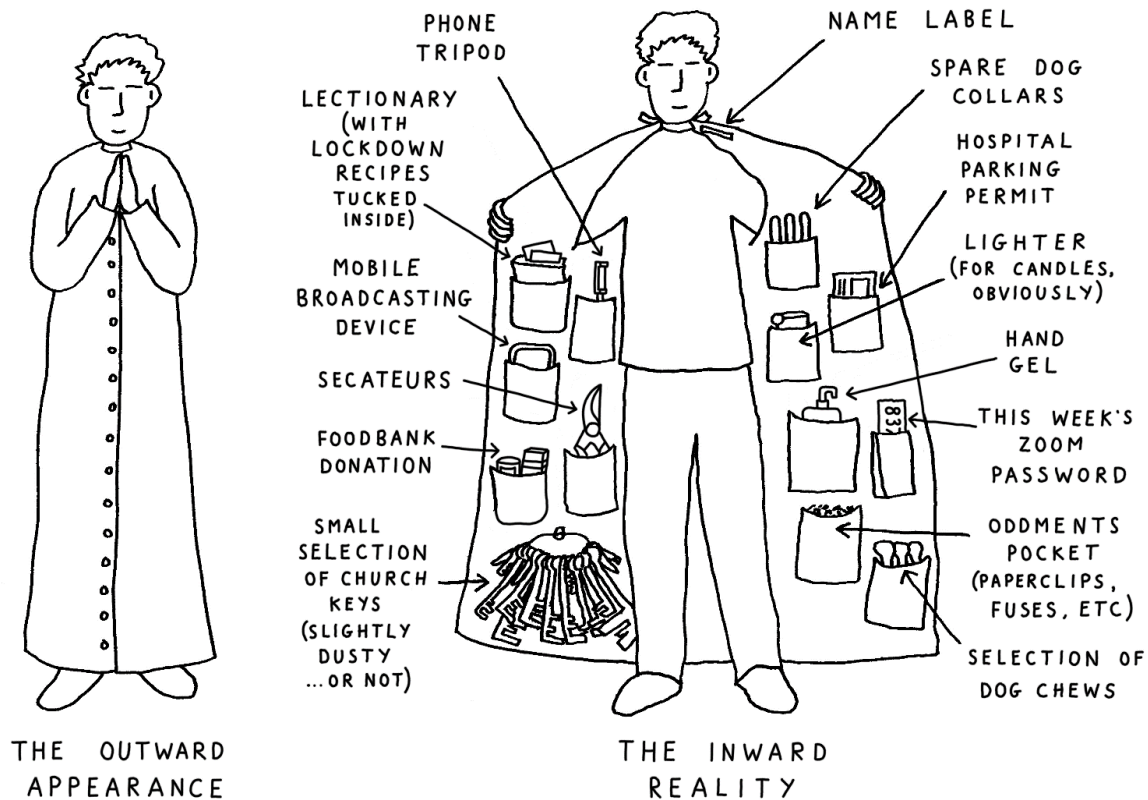 PHONE
TRIPOD
NAME LABEL
LECTIONARY
(WITH
LOCKDOWN
RECIPES
TUCKED
INSIDE)
SPARE DOG
COLLARS
HOSPITAL
PARKING
PERMIT
MOBILE
BROADCASTING
DEVICE
LIGHTER
(FOR CANDLES,
OBVIOUSLY)
SECATEURS
HAND
GEL
FOODBANK
DONATION
837
THIS WEEK'S
ZOOM
PASSWORD
SMALL
SELECTION
OF CHURCH
KEYS
(SLIGHTLY
DUSTY
...OR NOT)
ODDMENTS
POCKET
(PAPERCLIPS,
FUSES, ETC)
SELECTION OF
DOG CHEWS
THE OUTWARD
APPEARANCE
THE INWARD
REALITY